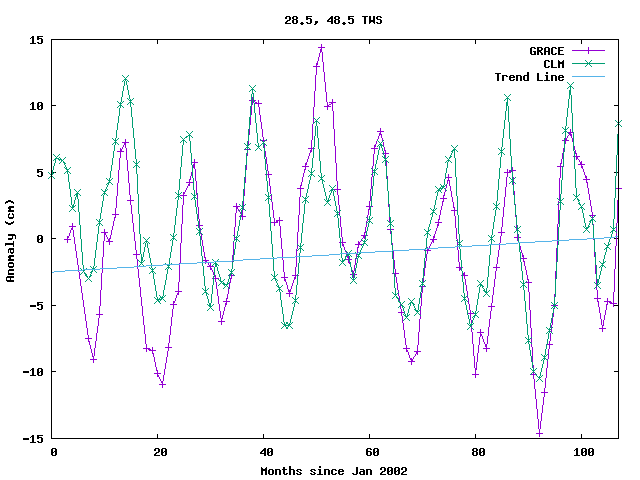 28.5, 48.5 TWS
GRACE
CLM
Trend Line
15
10
5
0
-5
-10
-15
Anomaly (cm)
0 20 40 60 80 100
Months since Jan 2002